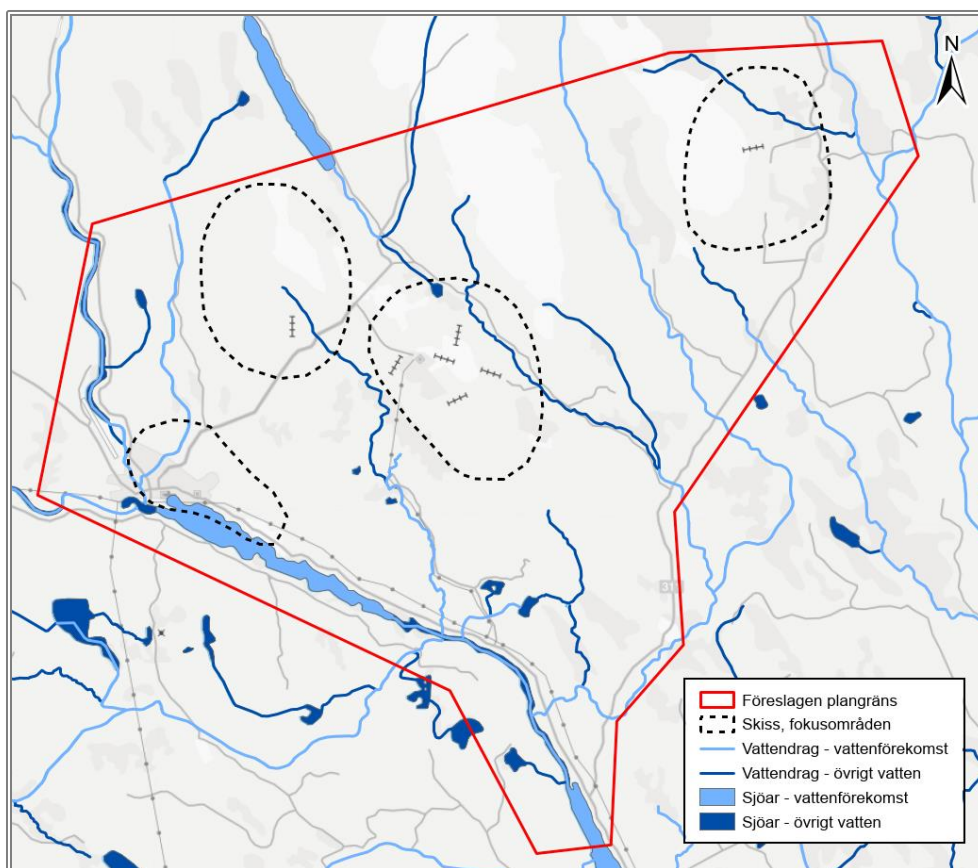 N
Föreslagen plangräns
Skiss, fokusområden
Vattendrag - vattenförekomst
Vattendrag - övrigt vatten
Sjöar - vattenförekomst
Sjöar - övrigt vatten